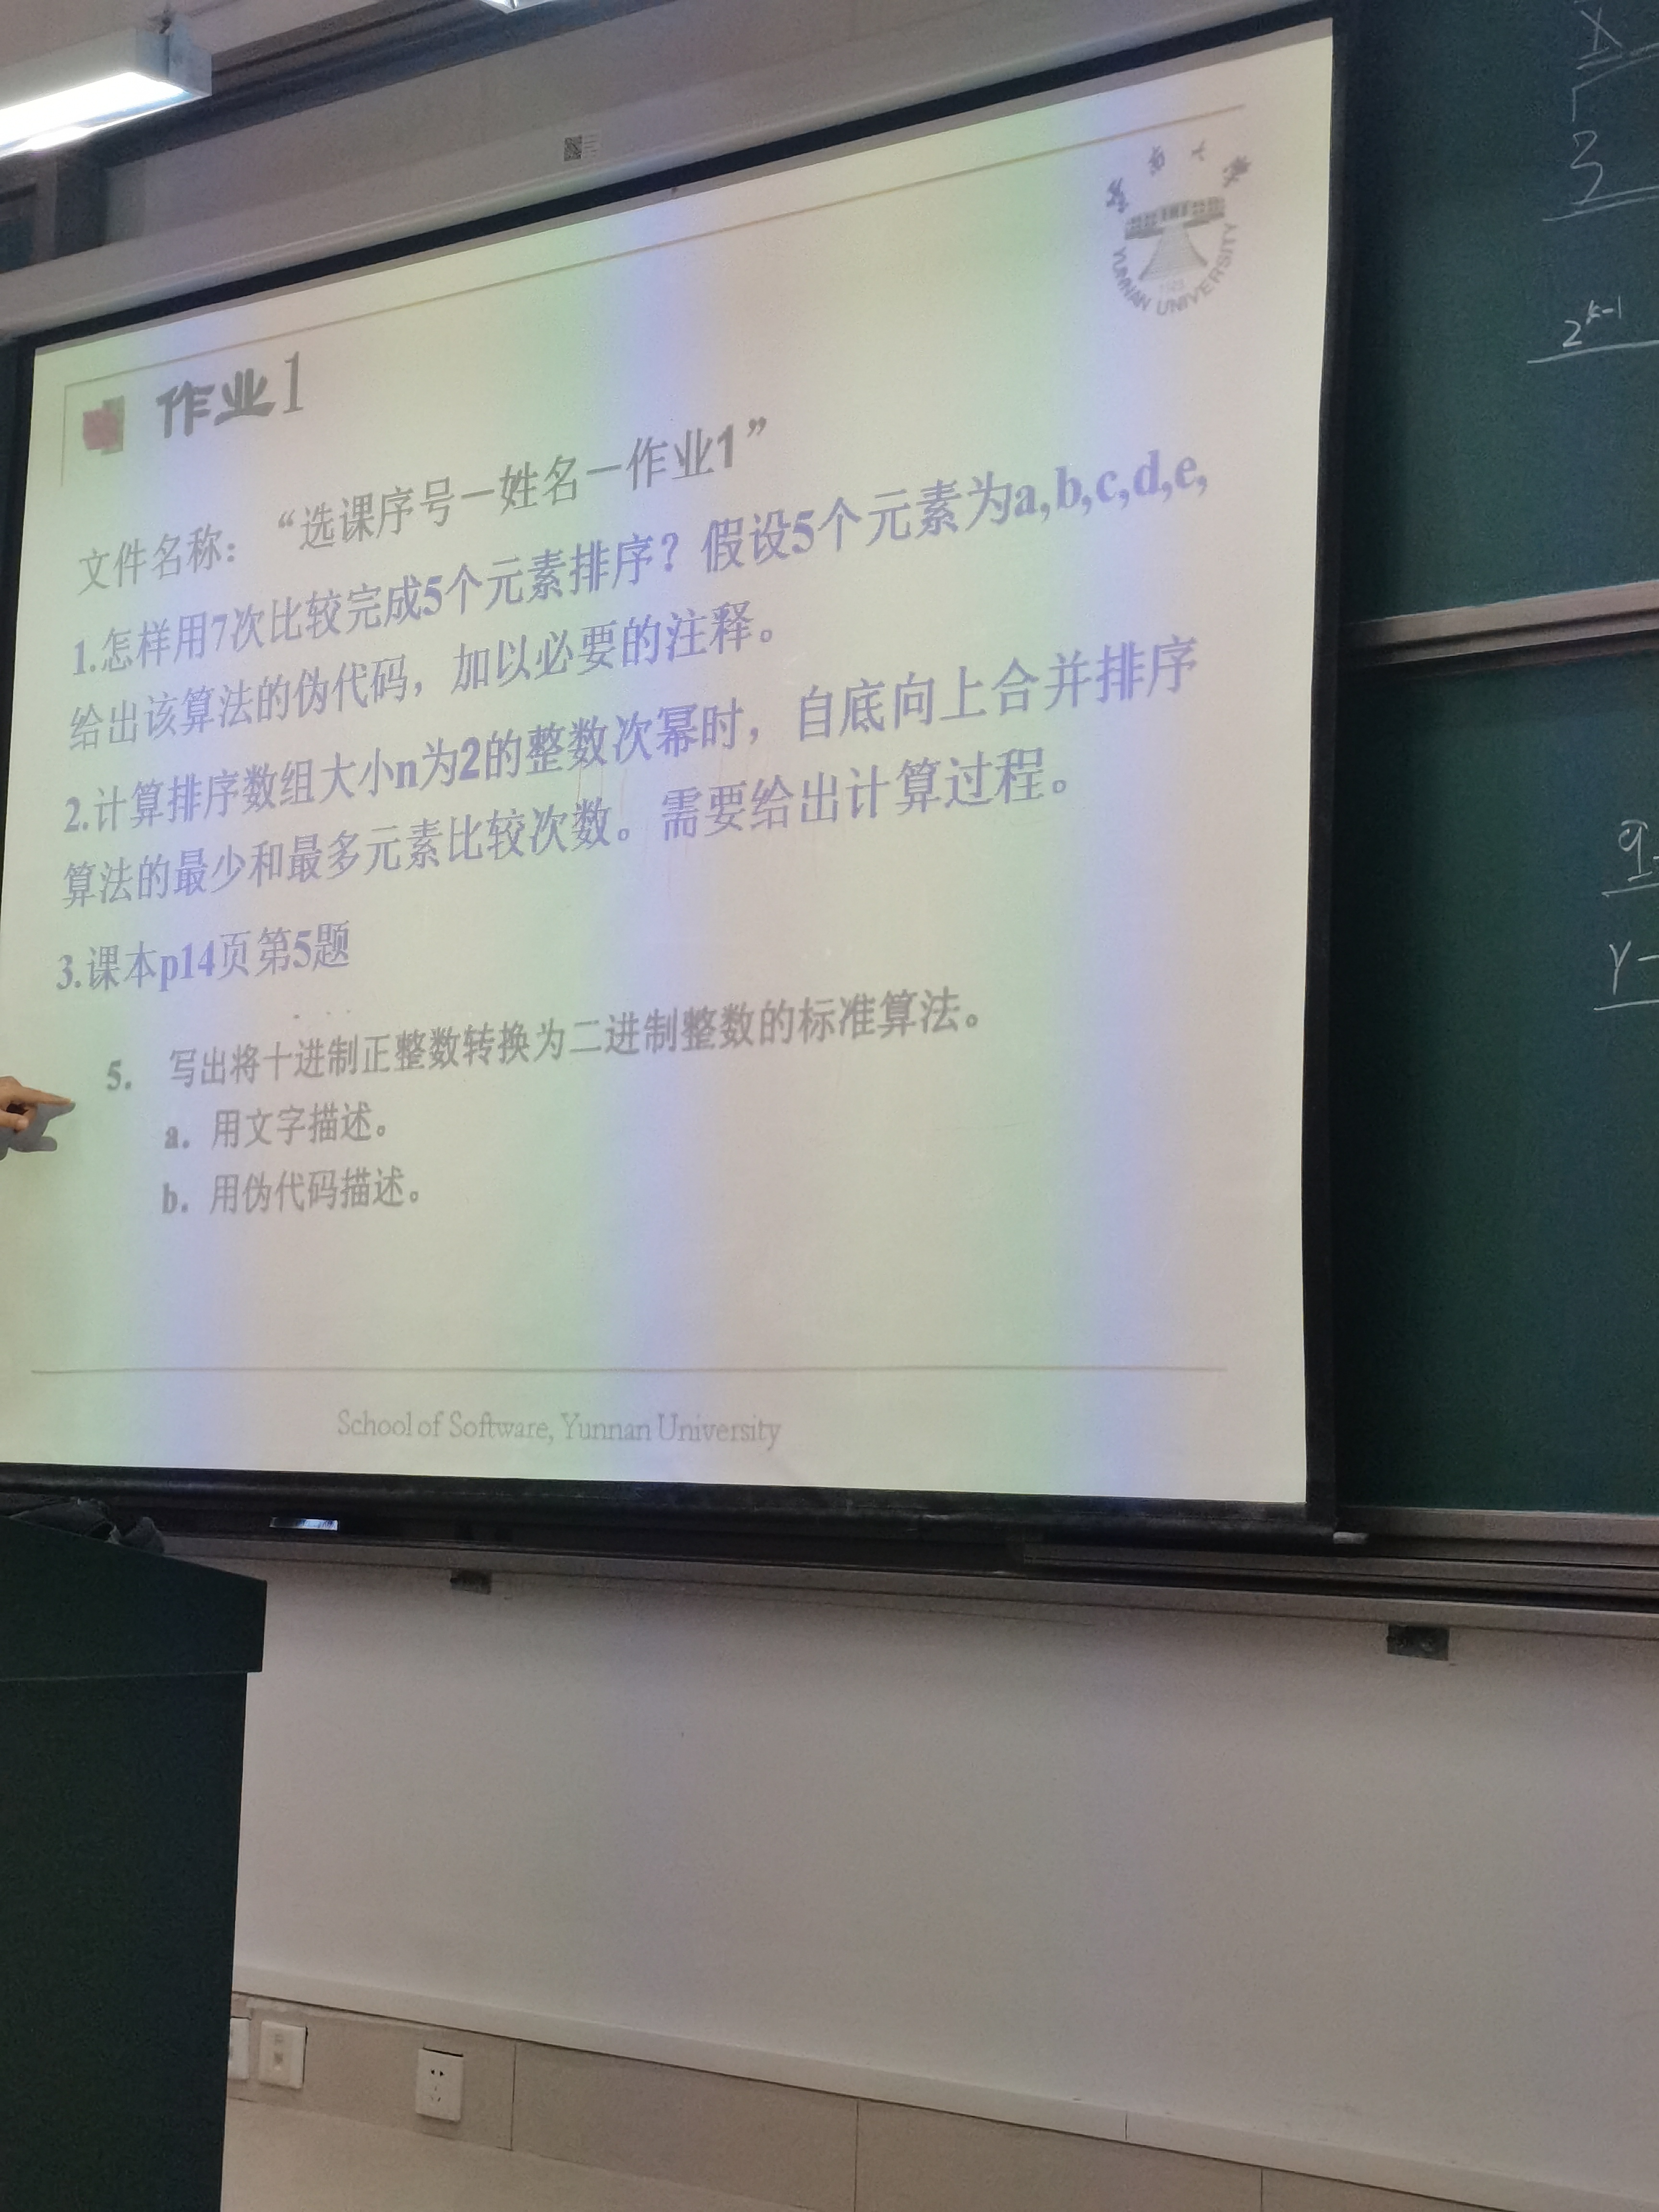 YUNNAN UNIVERSITY
作业1
文件名称：“选课序号－姓名－作业1”
1.怎样用7次比较完成5个元素排序？假设5个元素为a,b,c,d,e,
给出该算法的伪代码，加以必要的注释。
2.计算排序数组大小n为2的整数次幂时，自底向上合并排序
算法的最少和最多元素比较次数。需要给出计算过程。
3.课本p14页第5题
5. 写出将十进制正整数转换为二进制整数的标准算法。
a. 用文字描述。
b. 用伪代码描述。
School of Software, Yunnan University
2^k-1